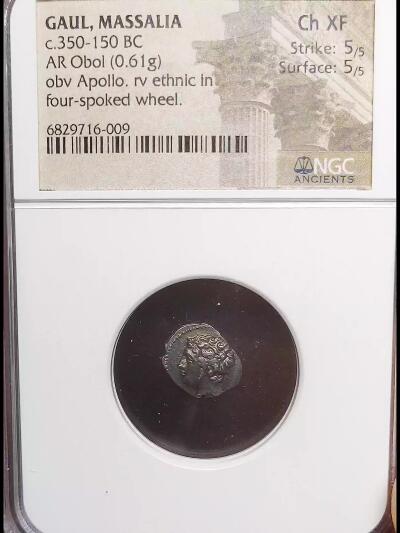 GAUL, MASSALIA
Ch XF
c.350-150 BC
Strike: 5/5
AR Obol (0.61g)
Surface: 5/5
obv Apollo. rv ethnic in
four-spoked wheel.
6829716-009
NGC
ANCIENTS